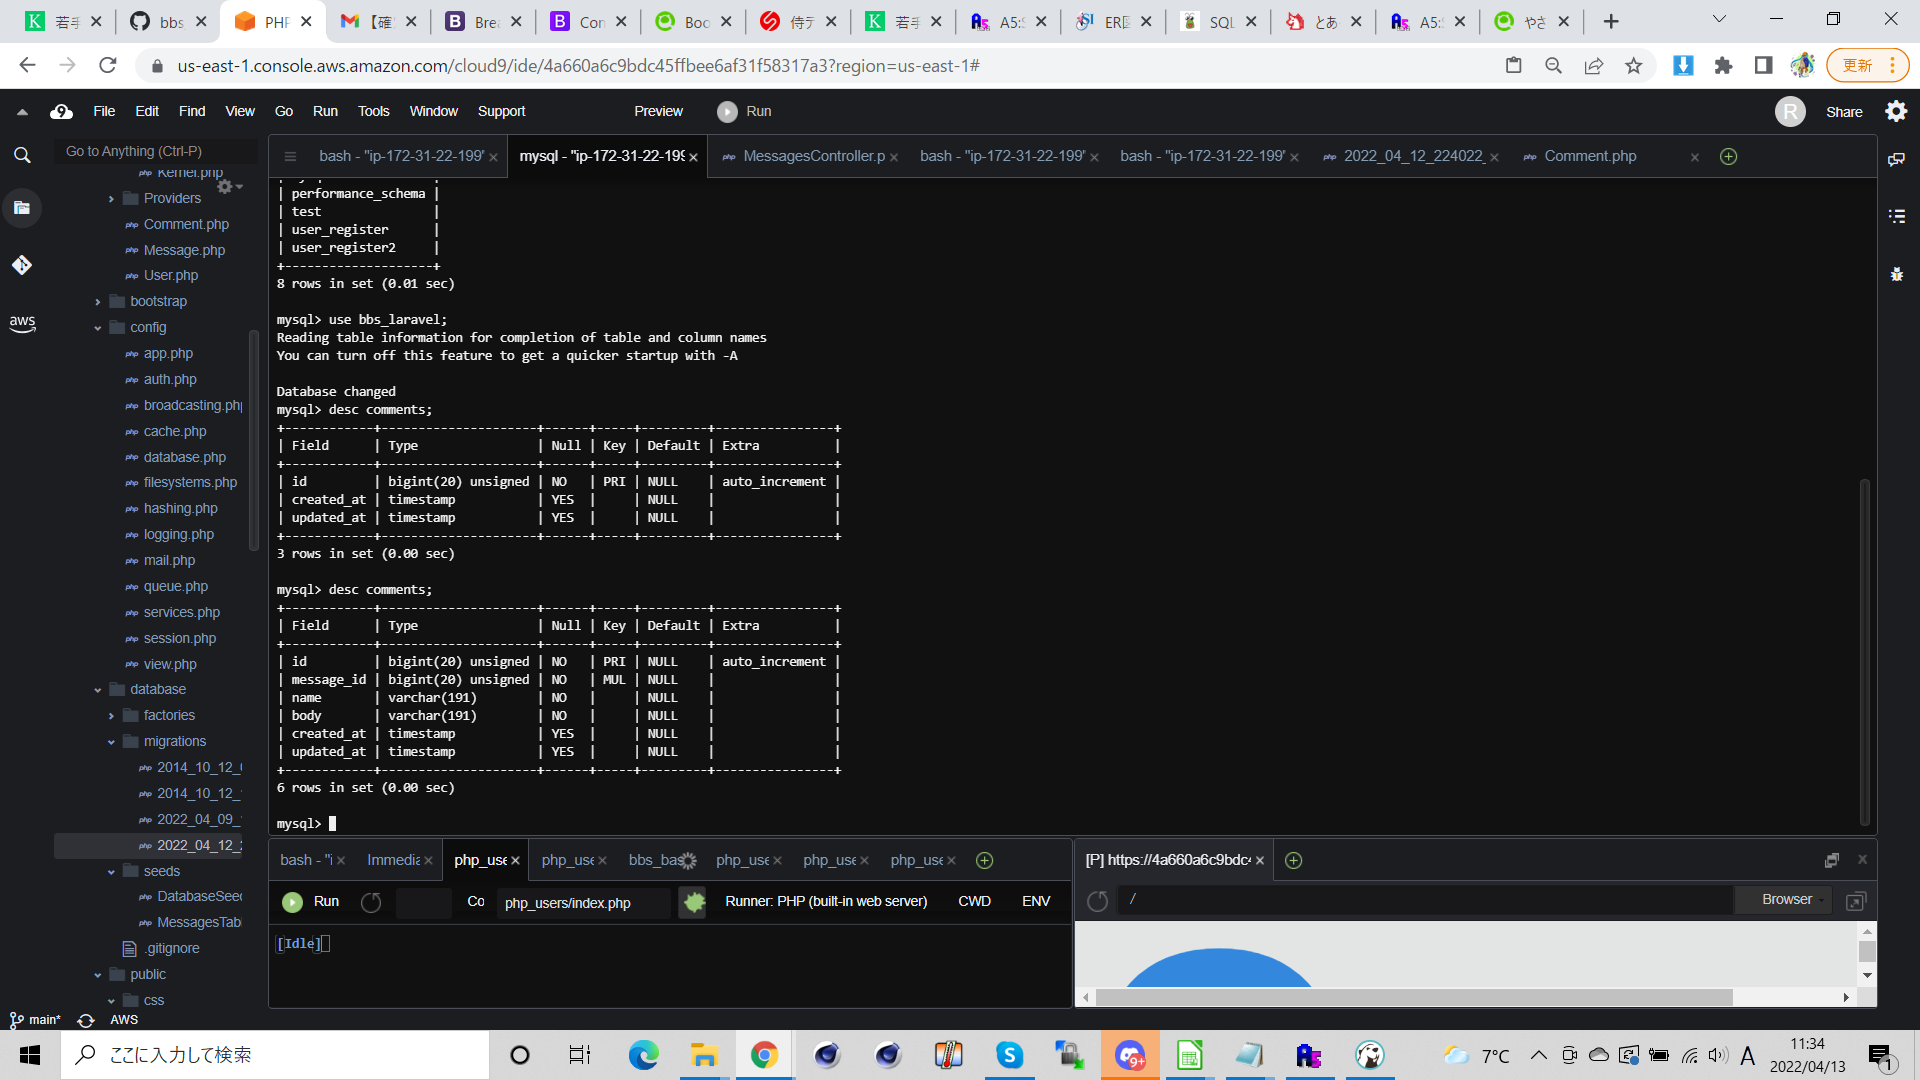 若手
bbs_
PHP
【確
Brea
Con
Boo
侍テ
若手
A5:S
ER図
SQL
とあ
A5:S
やさ
us-east-1.console.aws.amazon.com/cloud9/ide/4a660a6c9bdc45ffbee6af31f58317a3?region=us-east-1#
更新
File Edit Find View Go Run Tools Window Support Preview Run
R Share
Go to Anything (Ctrl-P)
bash - "ip-172-31-22-199"
mysql - "ip-172-31-22-199
MessagesController.p
bash - "ip-172-31-22-199"
bash - "ip-172-31-22-199"
2022_04_12_224022_
Comment.php
aws
Kernel.php
Providers
Comment.php
Message.php
User.php
bootstrap
config
app.php
auth.php
broadcasting.php
cache.php
database.php
filesystems.php
hashing.php
logging.php
mail.php
queue.php
services.php
session.php
view.php
database
factories
migrations
2014_10_12_
2014_10_12_
2022_04_09_
2022_04_12_2
seeds
DatabaseSeed
MessagesTabl
.gitignore
public
css
main* AWS
| performance_schema |
| test               |
| user_register      |
| user_register2     |
+--------------------+
8 rows in set (0.01 sec)
mysql> use bbs_laravel;
Reading table information for completion of table and column names
You can turn off this feature to get a quicker startup with -A
Database changed
mysql> desc comments;
+------------+---------------------+------+-----+---------+----------------+
| Field      | Type                | Null | Key | Default | Extra          |
+------------+---------------------+------+-----+---------+----------------+
| id         | bigint(20) unsigned | NO   | PRI | NULL    | auto_increment |
| created_at | timestamp           | YES  |     | NULL    |                |
| updated_at | timestamp           | YES  |     | NULL    |                |
+------------+---------------------+------+-----+---------+----------------+
3 rows in set (0.00 sec)
mysql> desc comments;
+------------+---------------------+------+-----+---------+----------------+
| Field      | Type                | Null | Key | Default | Extra          |
+------------+---------------------+------+-----+---------+----------------+
| id         | bigint(20) unsigned | NO   | PRI | NULL    | auto_increment |
| message_id | bigint(20) unsigned | NO   | MUL | NULL    |                |
| name       | varchar(191)        | NO   |     | NULL    |                |
| body       | varchar(191)        | NO   |     | NULL    |                |
| created_at | timestamp           | YES  |     | NULL    |                |
| updated_at | timestamp           | YES  |     | NULL    |                |
+------------+---------------------+------+-----+---------+----------------+
6 rows in set (0.00 sec)
mysql>
bash - "i
Immedia
php_use
php_use
bbs_bas
php_use
php_use
php_use
Run
Co
php_users/index.php
Runner: PHP (built-in web server)
CWD
ENV
[Idle]
[P] https://4a660a6c9bdc4
/
Browser
ここに入力して検索
9+
7°C
A
11:34
2022/04/13
1